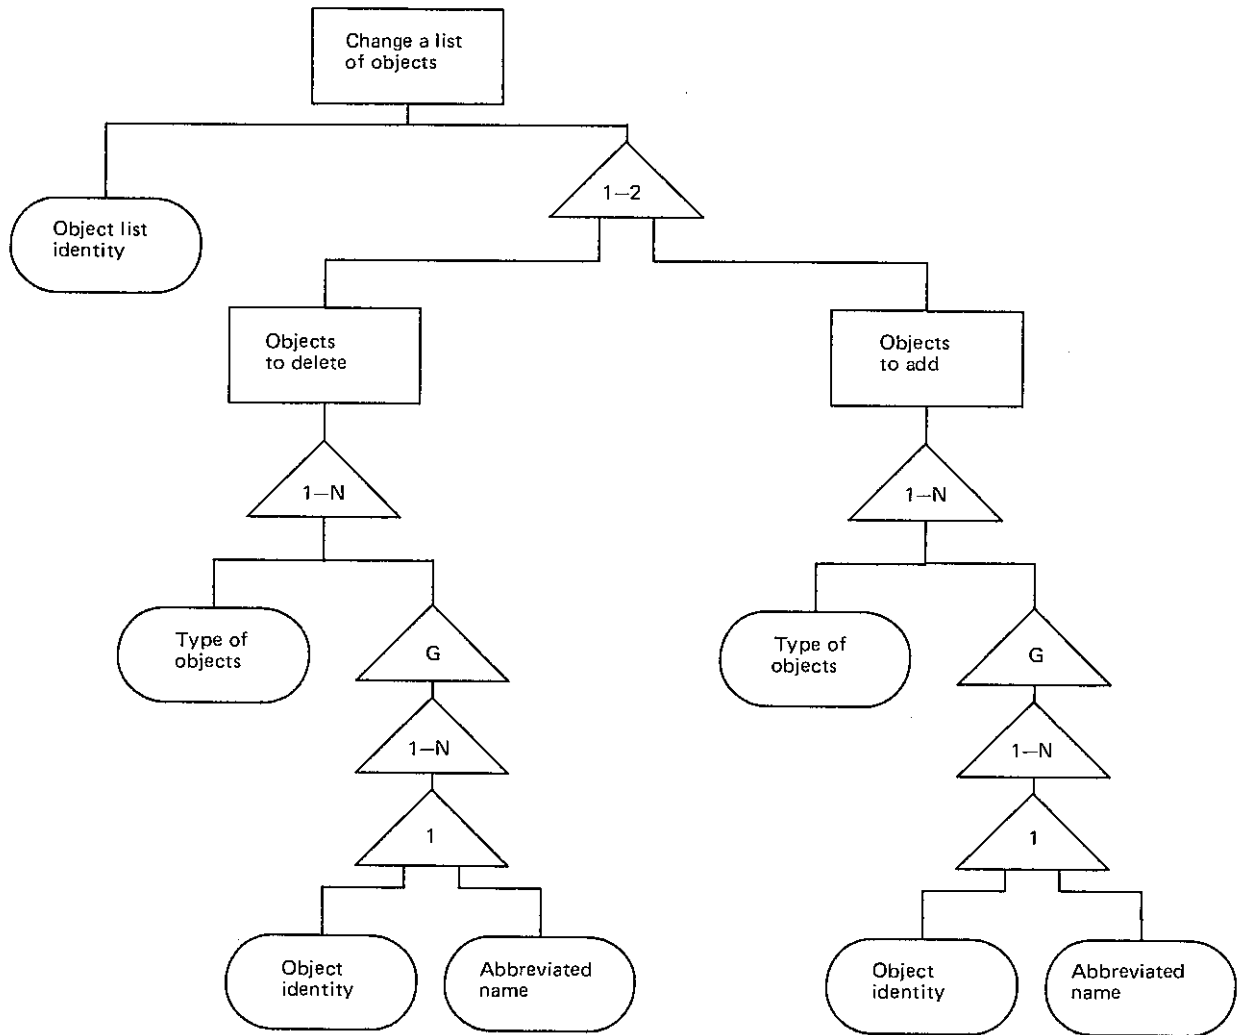 Change a list
of objects
1–2
Object list
identity
Objects
to delete
Objects
to add
1–N
1–N
Type of
objects
G
Type of
objects
G
1–N
1–N
1
1
Object
identity
Abbreviated
name
Object
identity
Abbreviated
name